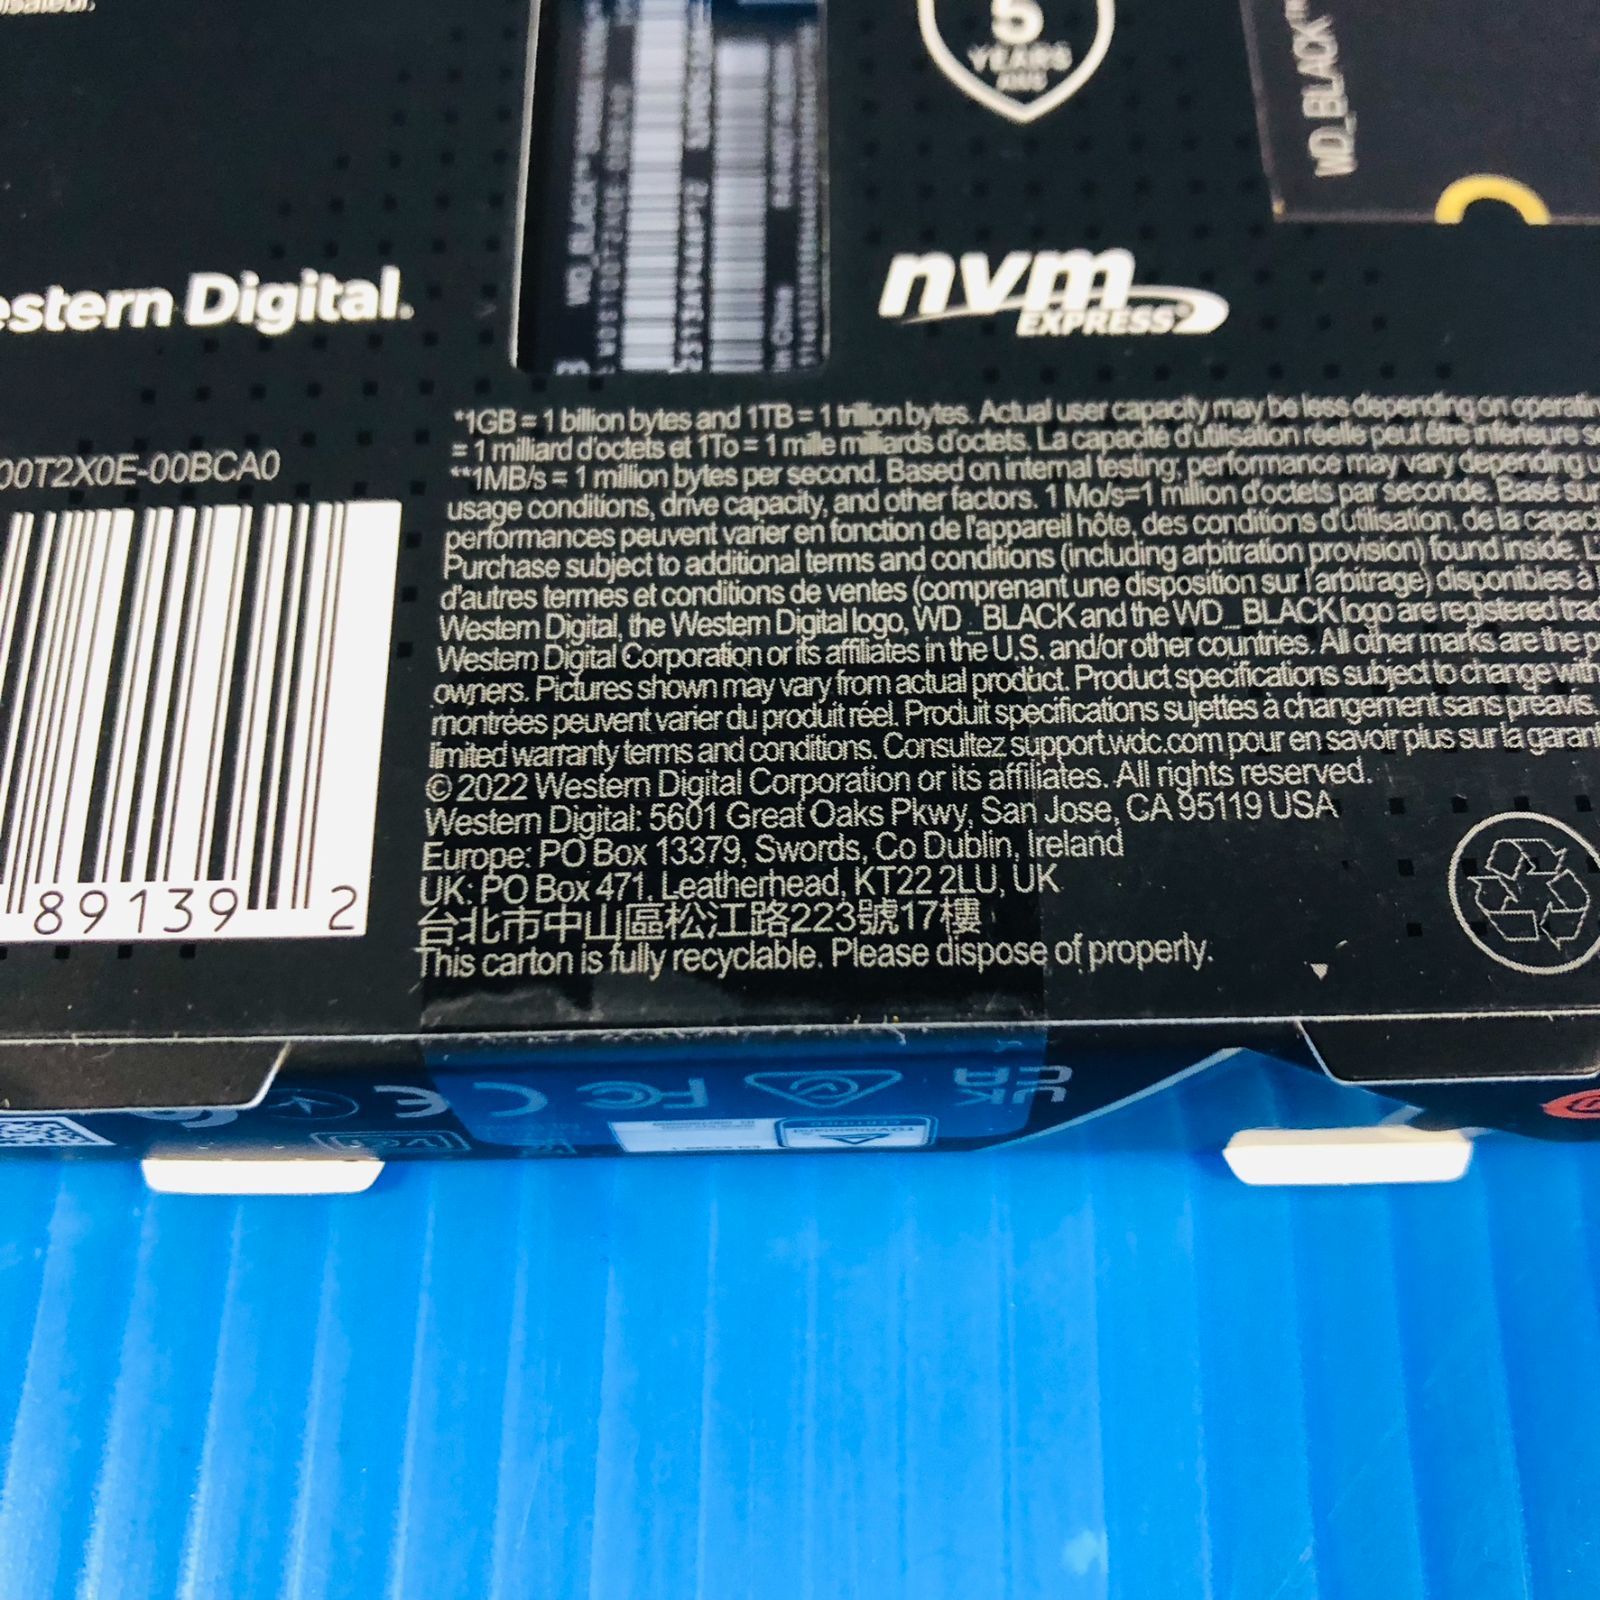 5
YEARS
ANS
WD_BLACK™
Western Digital.
nvm
EXPRESS
00T2X0E-00BCA0
89139 2
*1GB = 1 billion bytes and 1TB = 1 trillion bytes. Actual user capacity may be less depending on
= 1 milliard d'octets et 1To = 1 mille milliards d'octets. La capacité d'utilisation réelle peut être inférieure
**1MB/s = 1 million bytes per second. Based on internal testing; performance may vary depending
usage conditions, drive capacity, and other factors. 1 Mo/s=1 million d'octets par seconde. Basé
performances peuvent varier en fonction de l'appareil hôte, des conditions d'utilisation, de la
Purchase subject to additional terms and conditions (including arbitration provision) found inside.
d'autres termes et conditions de ventes (comprenant une disposition sur l'arbitrage) disponibles à
Western Digital, the Western Digital logo, WD_BLACK and the WD_BLACK logo are registered
Western Digital Corporation or its affiliates in the U.S. and/or other countries. All other marks are the
owners. Pictures shown may vary from actual product. Product specifications subject to change
montrées peuvent varier du produit réel. Produit spécifications sujettes à changement sans préavis.
limited warranty terms and conditions. Consultez support.wdc.com pour en savoir plus sur la
© 2022 Western Digital Corporation or its affiliates. All rights reserved.
Western Digital: 5601 Great Oaks Pkwy, San Jose, CA 95119 USA
Europe: PO Box 13379, Swords, Co Dublin, Ireland
UK: PO Box 471, Leatherhead, KT22 2LU, UK
台北市中山區松江路223號17樓
This carton is fully recyclable. Please dispose of properly.
UK
CA
FC
CE